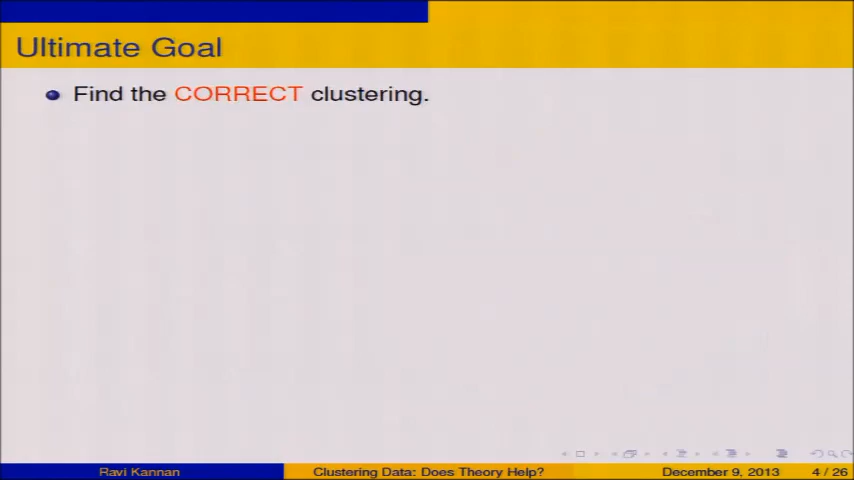 Ultimate Goal
Find the CORRECT clustering.
Ravi Kannan
Clustering Data: Does Theory Help?
December 9, 2013
4 / 26